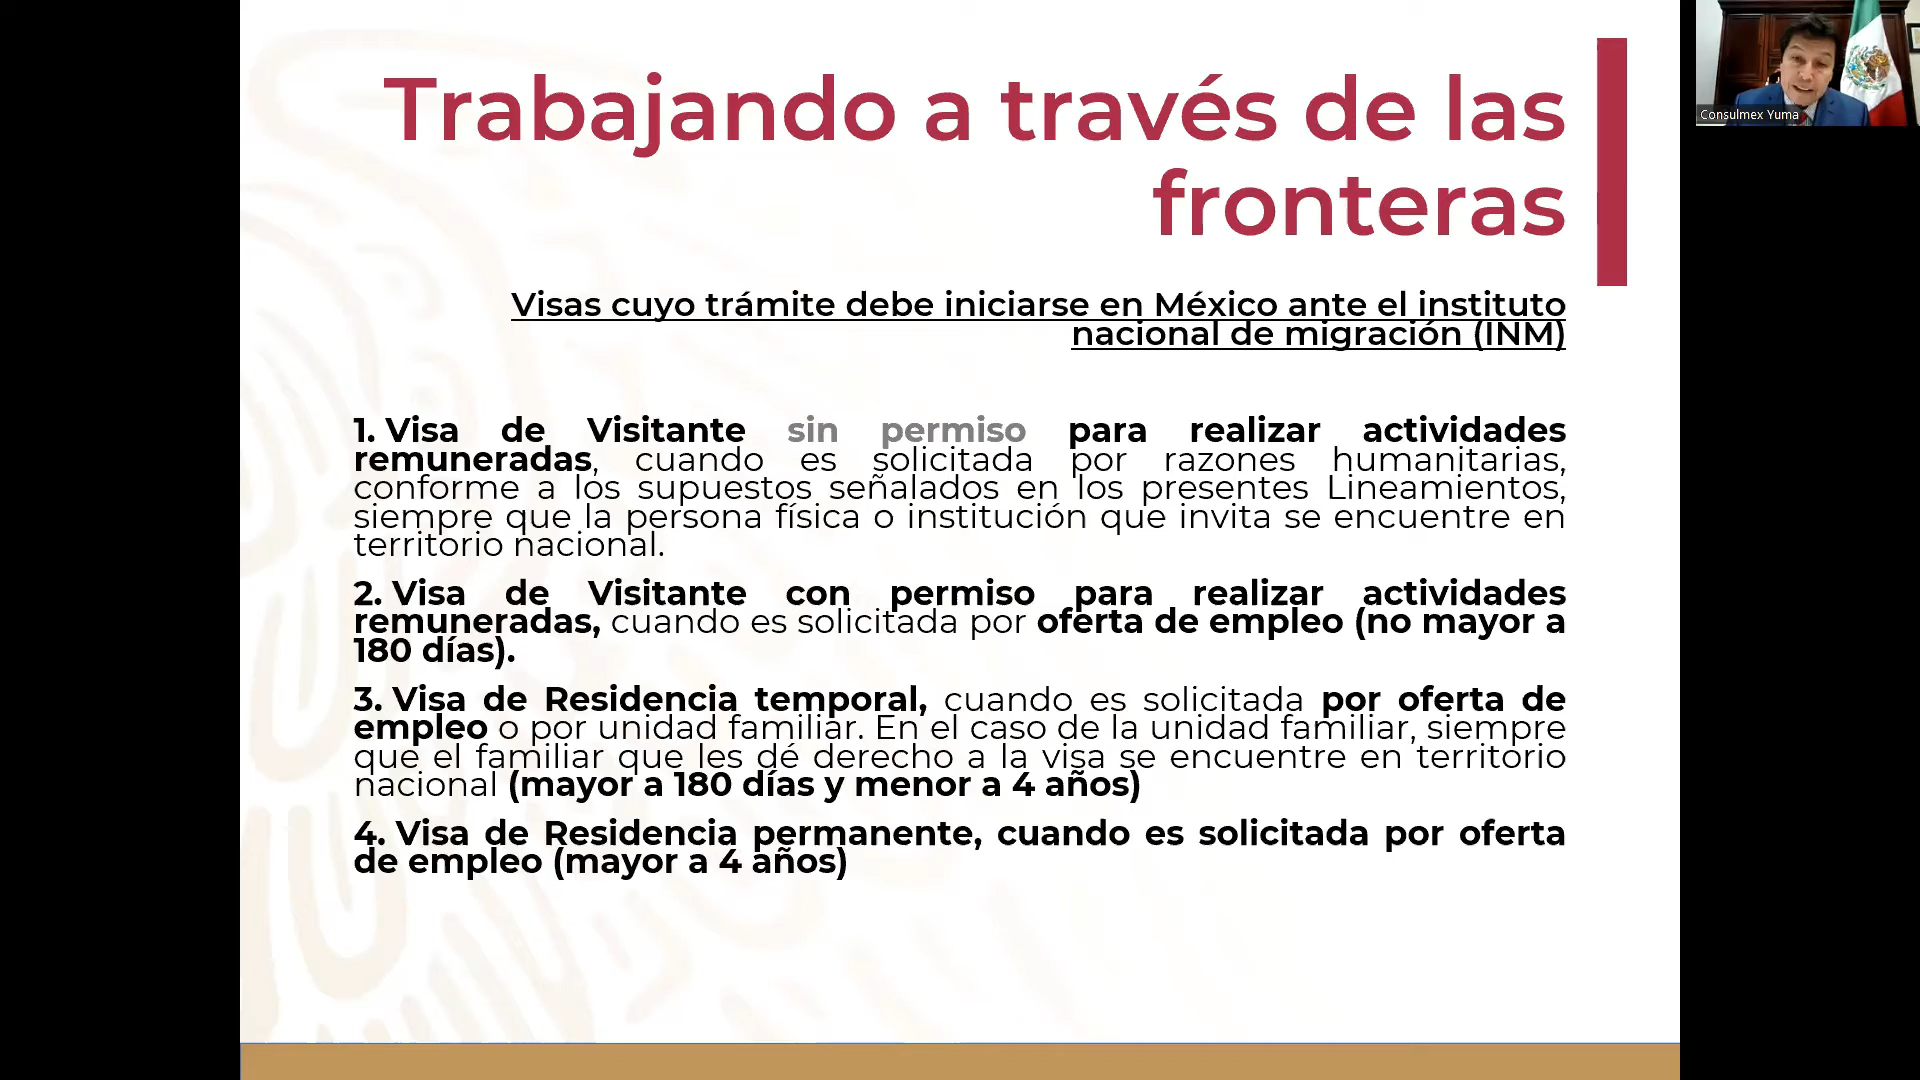 Trabajando a través de las
fronteras
Visas cuyo trámite debe iniciarse en México ante el instituto
nacional de migración (INM)
1. Visa de Visitante sin permiso para realizar actividades
remuneradas, cuando es solicitada por razones humanitarias,
conforme a los supuestos señalados en los presentes Lineamientos,
siempre que la persona física o institución que invita se encuentre en
territorio nacional.
2. Visa de Visitante con permiso para realizar actividades
remuneradas, cuando es solicitada por oferta de empleo (no mayor a
180 días).
3. Visa de Residencia temporal, cuando es solicitada por oferta de
empleo o por unidad familiar. En el caso de la unidad familiar, siempre
que el familiar que les dé derecho a la visa se encuentre en territorio
nacional (mayor a 180 días y menor a 4 años)
4. Visa de Residencia permanente, cuando es solicitada por oferta
de empleo (mayor a 4 años)
Consulmex Yuma